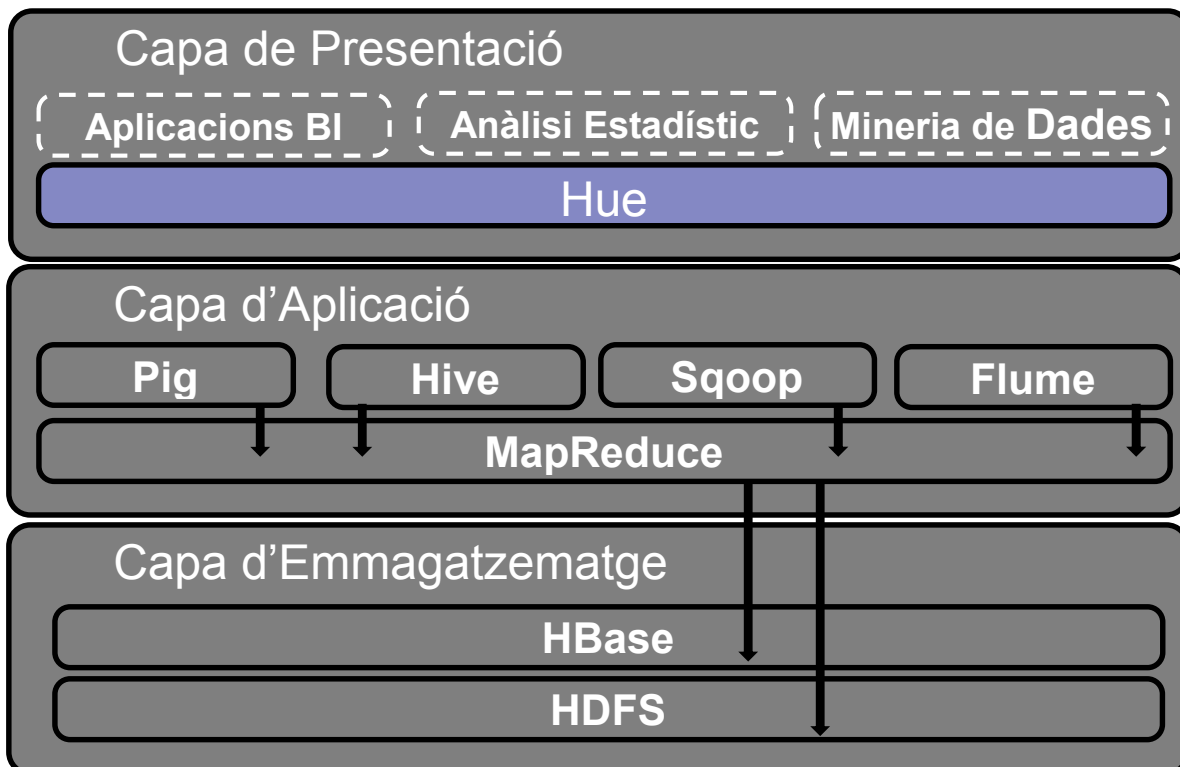 Capa de Presentació
Aplicacions BI
Anàlisi Estadístic
Mineria de Dades
Hue
Capa d’Aplicació
Pig
Hive
Sqoop
Flume
MapReduce
Capa d’Emmagatzematge
HBase
HDFS